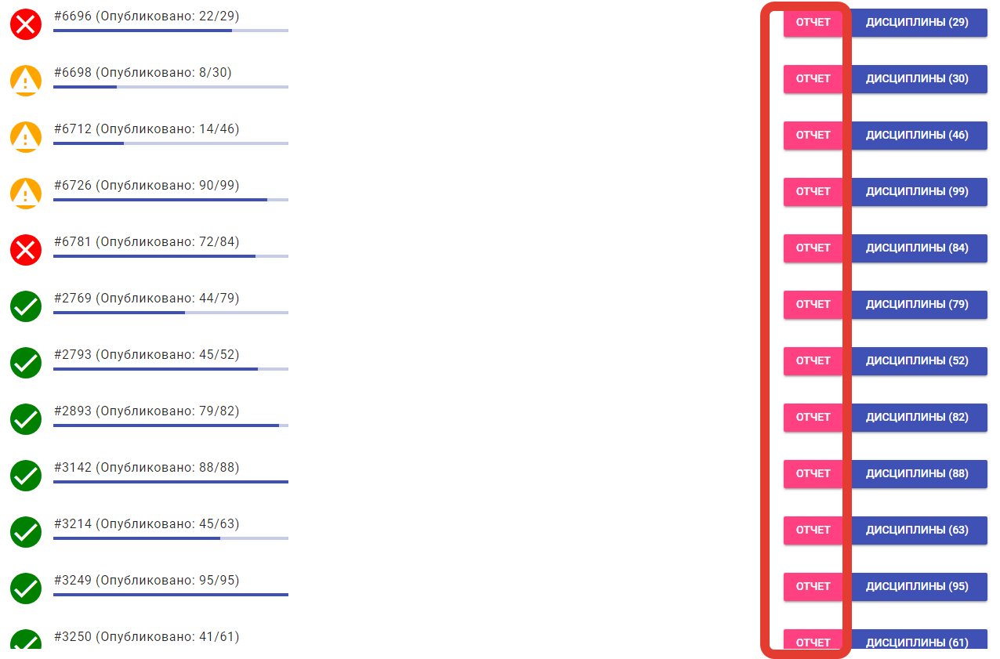 #6696 (Опубликовано: 22/29) ОТЧЕТ ДИСЦИПЛИНЫ (29)
#6698 (Опубликовано: 8/30) ОТЧЕТ ДИСЦИПЛИНЫ (30)
#6712 (Опубликовано: 14/46) ОТЧЕТ ДИСЦИПЛИНЫ (46)
#6726 (Опубликовано: 90/99) ОТЧЕТ ДИСЦИПЛИНЫ (99)
#6781 (Опубликовано: 72/84) ОТЧЕТ ДИСЦИПЛИНЫ (84)
#2769 (Опубликовано: 44/79) ОТЧЕТ ДИСЦИПЛИНЫ (79)
#2793 (Опубликовано: 45/52) ОТЧЕТ ДИСЦИПЛИНЫ (52)
#2893 (Опубликовано: 79/82) ОТЧЕТ ДИСЦИПЛИНЫ (82)
#3142 (Опубликовано: 88/88) ОТЧЕТ ДИСЦИПЛИНЫ (88)
#3214 (Опубликовано: 45/63) ОТЧЕТ ДИСЦИПЛИНЫ (63)
#3249 (Опубликовано: 95/95) ОТЧЕТ ДИСЦИПЛИНЫ (95)
#3250 (Опубликовано: 41/61) ОТЧЕТ ДИСЦИПЛИНЫ (61)